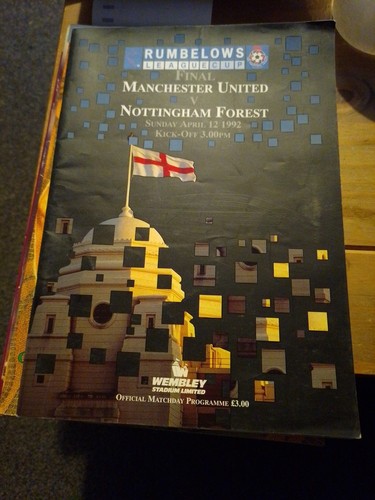 RUMBELOWS
LEAGUE CUP
FINAL
MANCHESTER UNITED
V
NOTTINGHAM FOREST
SUNDAY APRIL 12 1992
KICK-OFF 3.00PM
WEMBLEY
STADIUM LIMITED
OFFICIAL MATCHDAY PROGRAMME £3.00